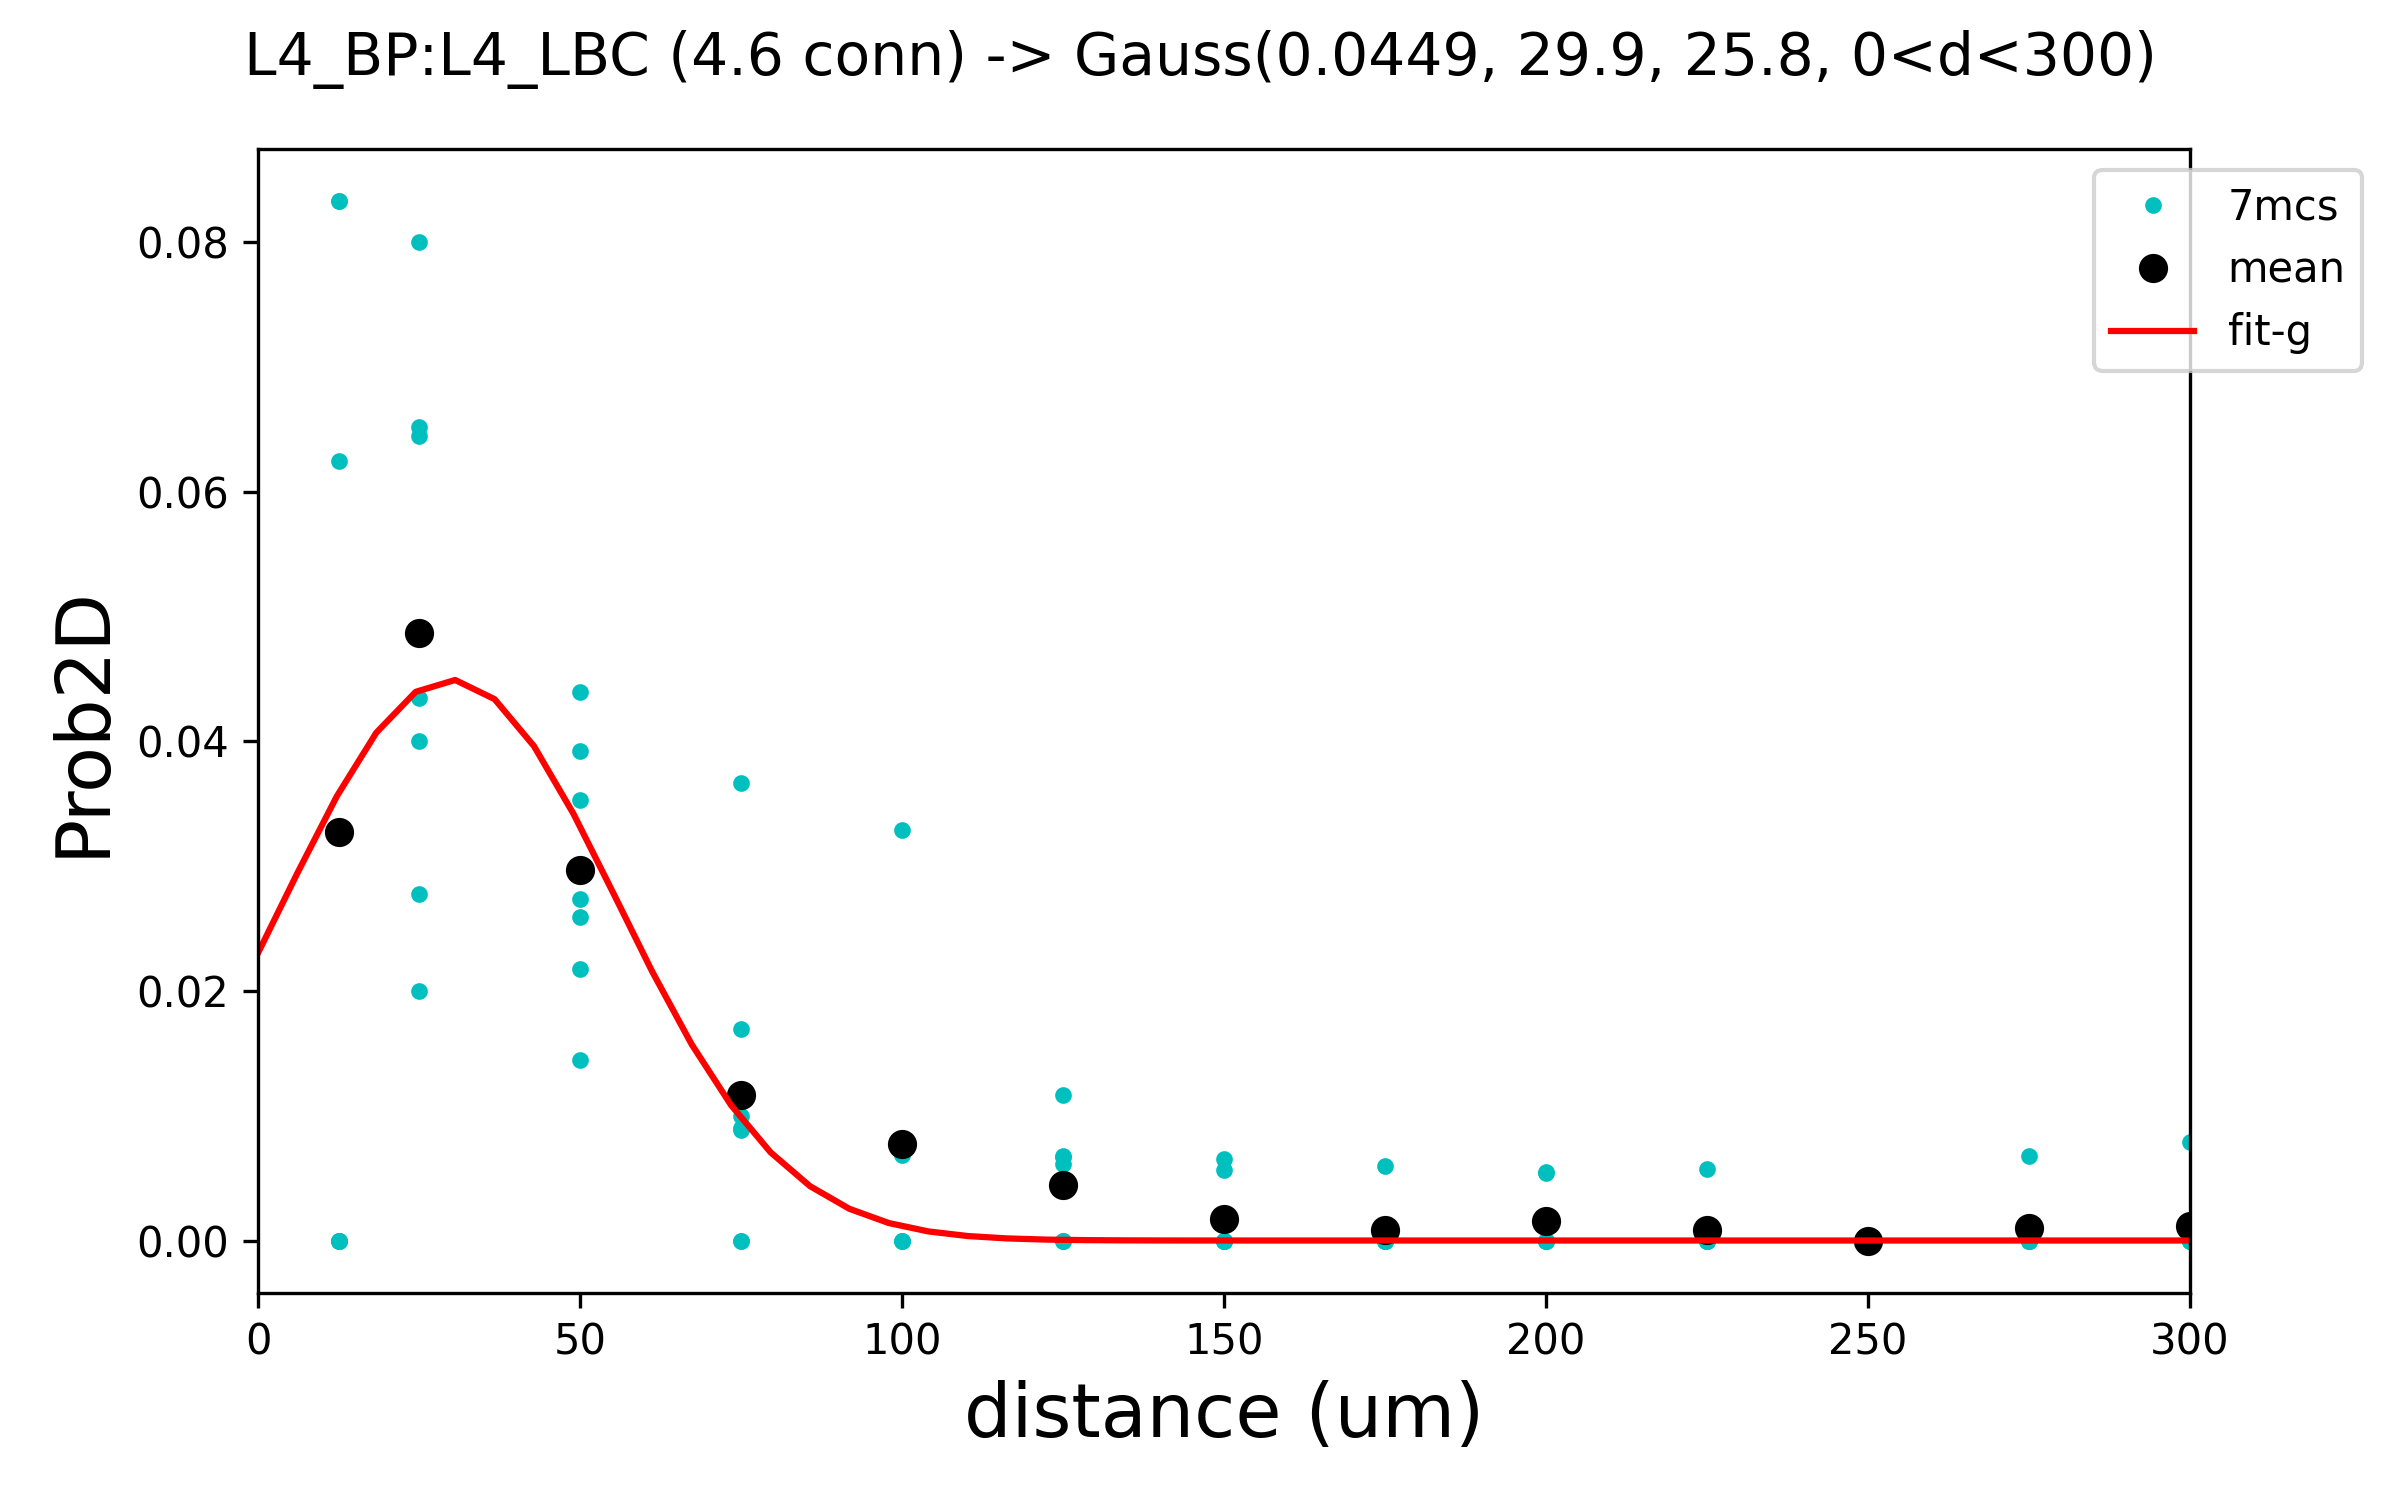 L4_BP:L4_LBC (4.6 conn) -> Gauss(0.0449, 29.9, 25.8, 0<d<300)
7mcs
mean
fit-g
Prob2D
0.08
0.06
0.04
0.02
0.00
0 50 100 150 200 250 300
distance (um)